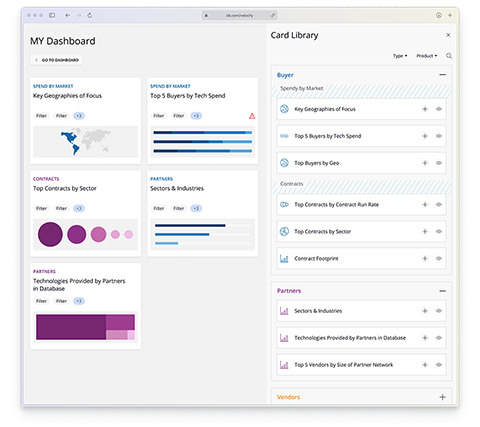 idc.com/velocity
MY Dashboard
GO TO DASHBOARD
SPEND BY MARKET
Key Geographies of Focus
Filter Filter +3
SPEND BY MARKET
Top 5 Buyers by Tech Spend
Filter Filter +3
CONTRACTS
Top Contracts by Sector
Filter Filter +3
PARTNERS
Sectors & Industries
Filter Filter +3
PARTNERS
Technologies Provided by Partners
in Database
Filter Filter +3
Card Library
Type Product
Buyer
Spendy by Market
Key Geographies of Focus
Top 5 Buyers by Tech Spend
Top Buyers by Geo
Contracts
Top Contracts by Contract Run Rate
Top Contracts by Sector
Contract Footprint
Partners
Sectors & Industries
Technologies Provided by Partners in Database
Top 5 Vendors by Size of Partner Network
Vendors